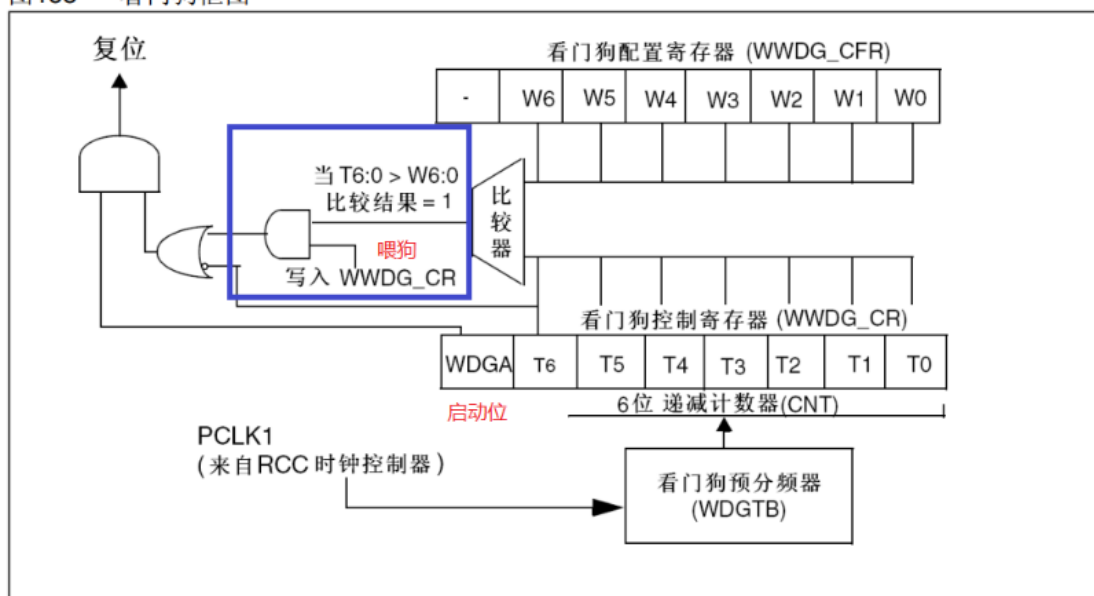 复位
看门狗配置寄存器 (WWDG_CFR)
- W6 W5 W4 W3 W2 W1 W0
当 T6:0 > W6:0
比较结果 = 1
比较器
喂狗
写入 WWDG_CR
看门狗控制寄存器 (WWDG_CR)
WDGA T6 T5 T4 T3 T2 T1 T0
启动位
6位 递减计数器(CNT)
PCLK1
(来自RCC 时钟控制器)
看门狗预分频器
(WDGTB)